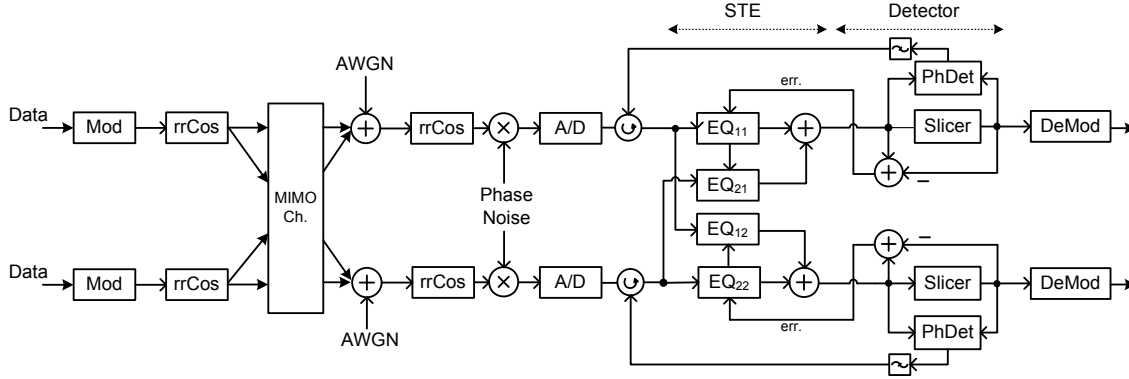 STE
Detector
AWGN
err.
PhDet
Data
Mod
rrCos
rrCos
A/D
EQ11
Slicer
DeMod
MIMO
Ch.
Phase
Noise
EQ21
EQ12
Data
Mod
rrCos
rrCos
A/D
EQ22
Slicer
DeMod
AWGN
err.
PhDet